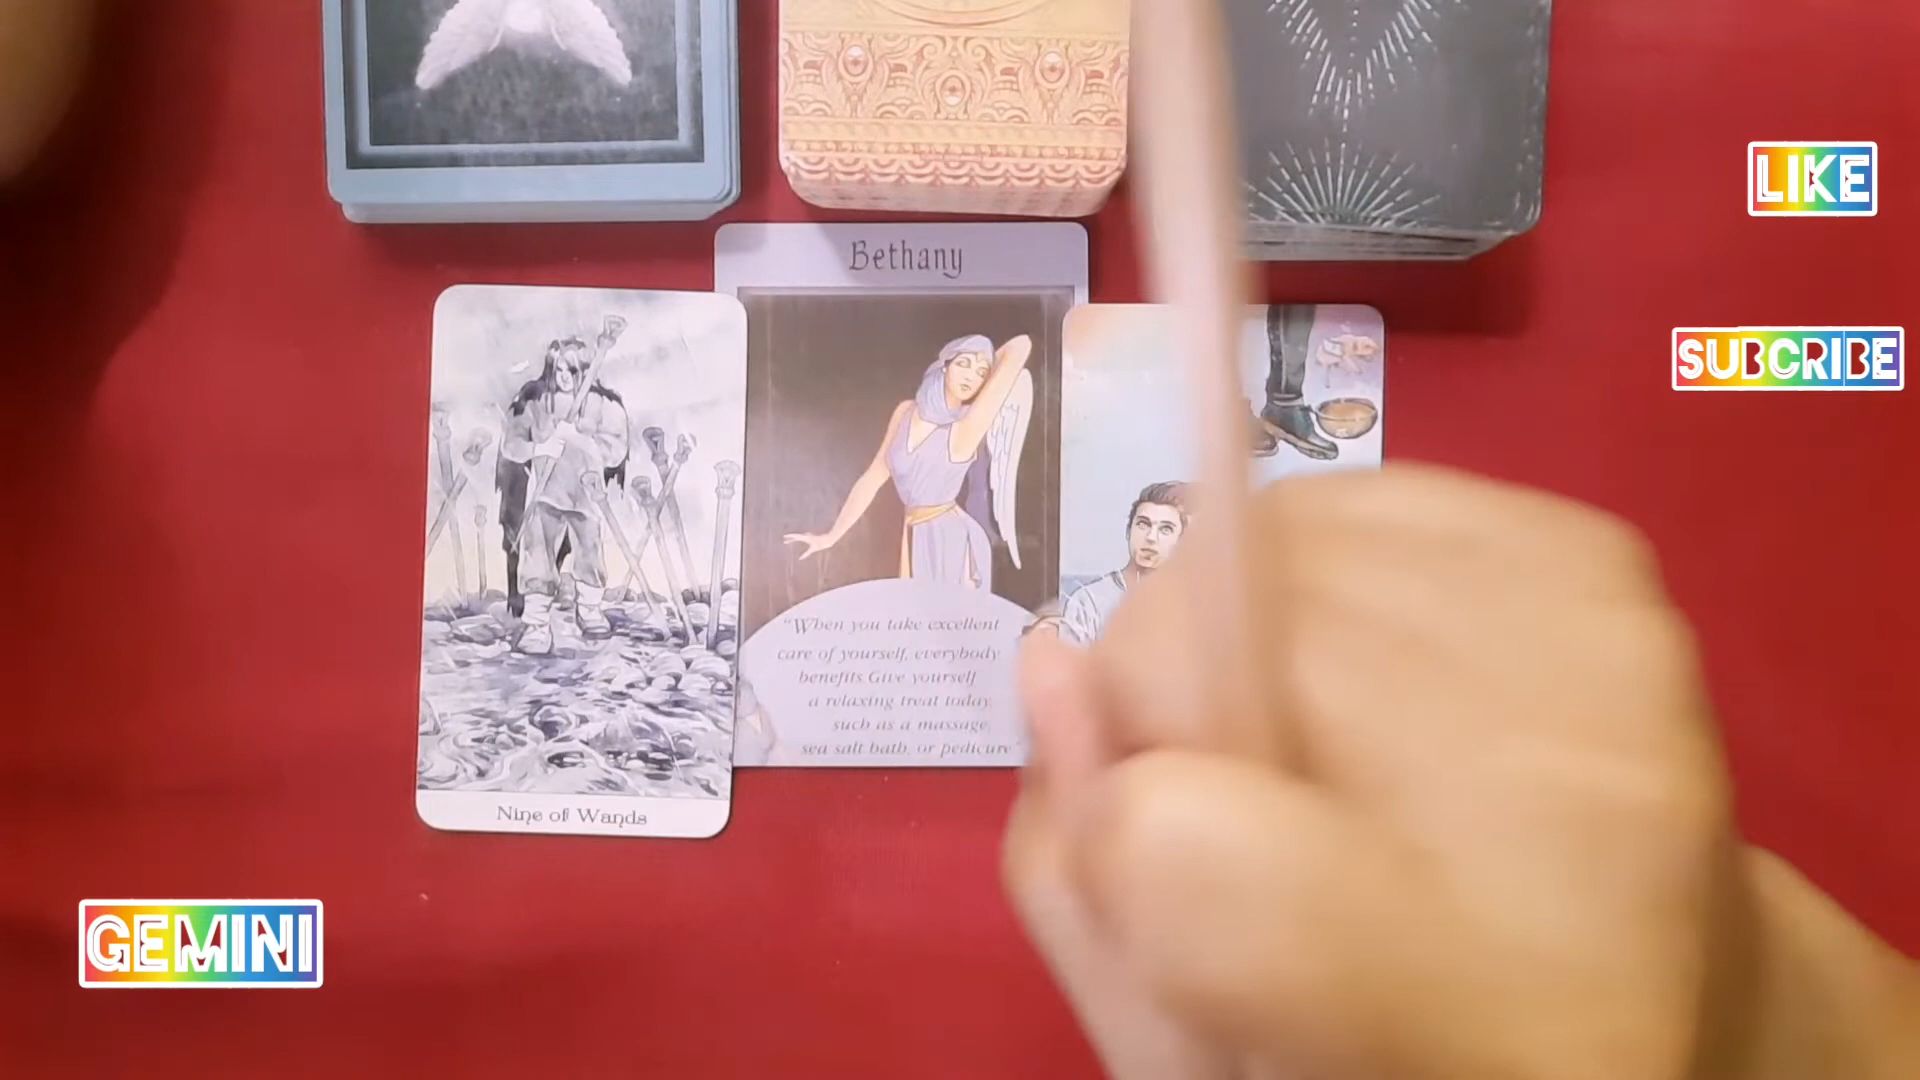 LIKE
Bethany
SUBCRIBE
"When you take excellent
care of yourself, everybody
benefits. Give yourself
a relaxing treat today,
such as a massage,
sea salt bath, or pedicure"
Nine of Wands
GEMINI